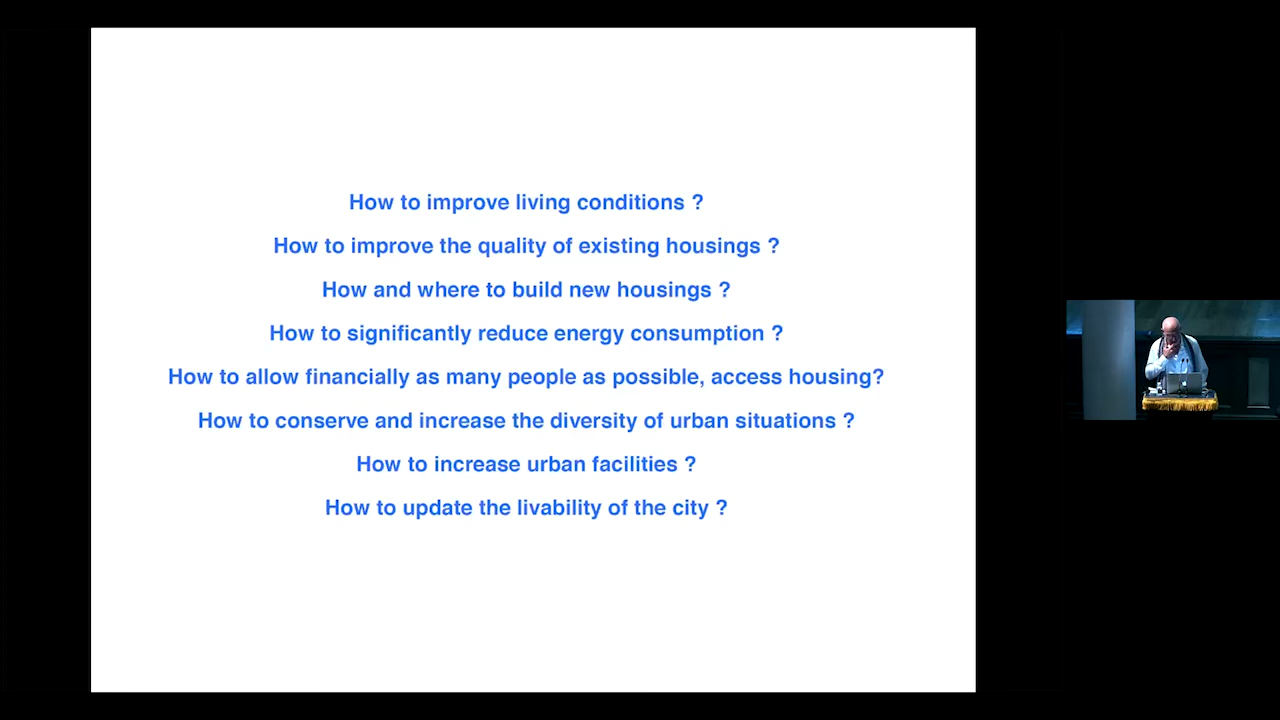 How to improve living conditions ?
How to improve the quality of existing housings ?
How and where to build new housings ?
How to significantly reduce energy consumption ?
How to allow financially as many people as possible, access housing?
How to conserve and increase the diversity of urban situations ?
How to increase urban facilities ?
How to update the livability of the city ?